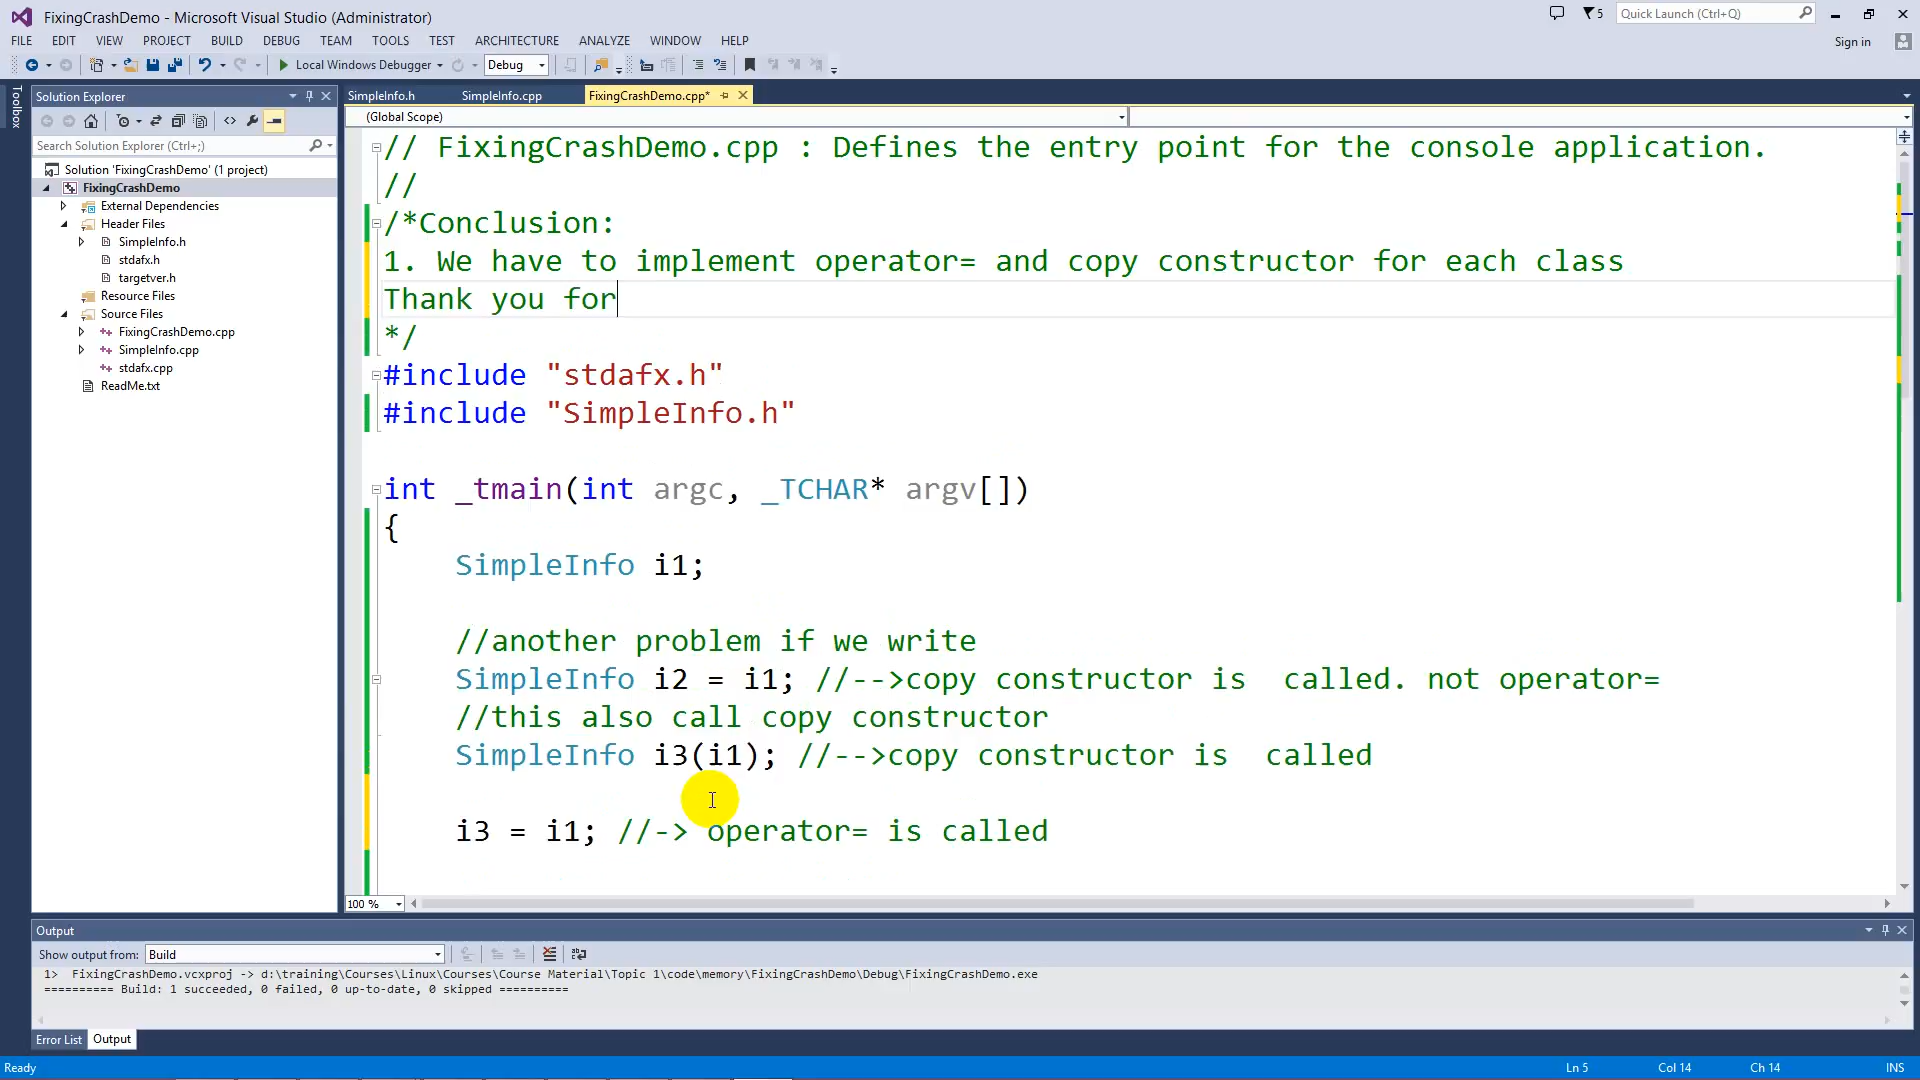 FixingCrashDemo - Microsoft Visual Studio (Administrator)
5
Quick Launch (Ctrl+Q)
FILE EDIT VIEW PROJECT BUILD DEBUG TEAM TOOLS TEST ARCHITECTURE ANALYZE WINDOW HELP
Sign in
Local Windows Debugger
Debug
Toolbox
Solution Explorer
Search Solution Explorer (Ctrl+;)
Solution 'FixingCrashDemo' (1 project)
FixingCrashDemo
External Dependencies
Header Files
SimpleInfo.h
stdafx.h
targetver.h
Resource Files
Source Files
FixingCrashDemo.cpp
SimpleInfo.cpp
stdafx.cpp
ReadMe.txt
SimpleInfo.h SimpleInfo.cpp FixingCrashDemo.cpp*
(Global Scope)
// FixingCrashDemo.cpp : Defines the entry point for the console application.
//
/*Conclusion:
1. We have to implement operator= and copy constructor for each class
Thank you for
*/
#include "stdafx.h"
#include "SimpleInfo.h"
int _tmain(int argc, _TCHAR* argv[])
{
SimpleInfo i1;
//another problem if we write
SimpleInfo i2 = i1; //-->copy constructor is  called. not operator=
//this also call copy constructor
SimpleInfo i3(i1); //-->copy constructor is  called
i3 = i1; //-> operator= is called
100 %
Output
Show output from: Build
1>  FixingCrashDemo.vcxproj -> d:\training\Courses\Linux\Courses\Course Material\Topic 1\code\memory\FixingCrashDemo\Debug\FixingCrashDemo.exe
========== Build: 1 succeeded, 0 failed, 0 up-to-date, 0 skipped ==========
Error List Output
Ready
Ln 5 Col 14 Ch 14 INS